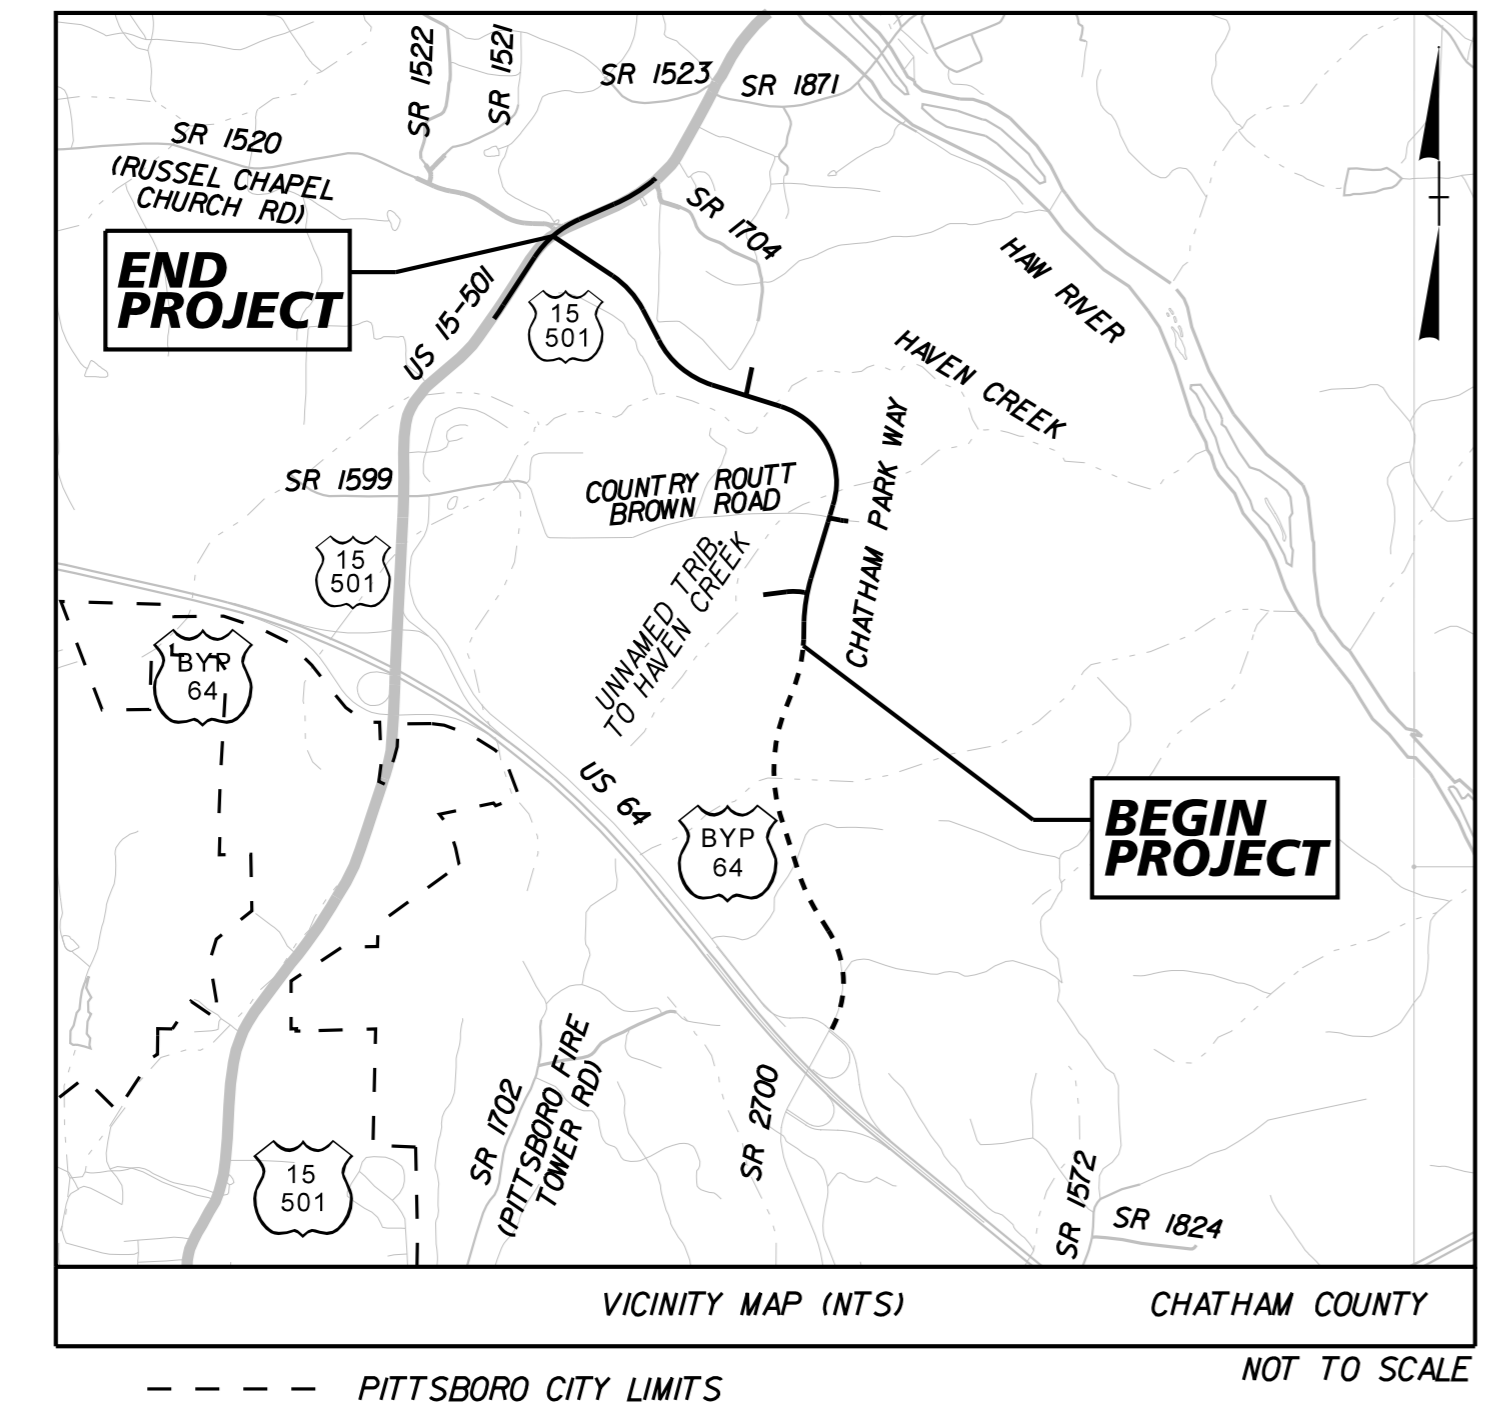 SR 1522
SR 1521
SR 1523
SR 1871
SR 1520
(RUSSEL CHAPEL
CHURCH RD)
SR 1704
END
PROJECT
US 15-501
15
501
HAW RIVER
HAVEN CREEK
CHATHAM PARK WAY
SR 1599
COUNTRY ROUTT
BROWN ROAD
15
501
UNNAMED TRIB.
TO HAVEN CREEK
BYP
64
US 64
BYP
64
BEGIN
PROJECT
SR 1702
(PITTSBORO FIRE
TOWER RD)
SR 2700
15
501
SR 1572
SR 1824
VICINITY MAP (NTS)
CHATHAM COUNTY
NOT TO SCALE
PITTSBORO CITY LIMITS